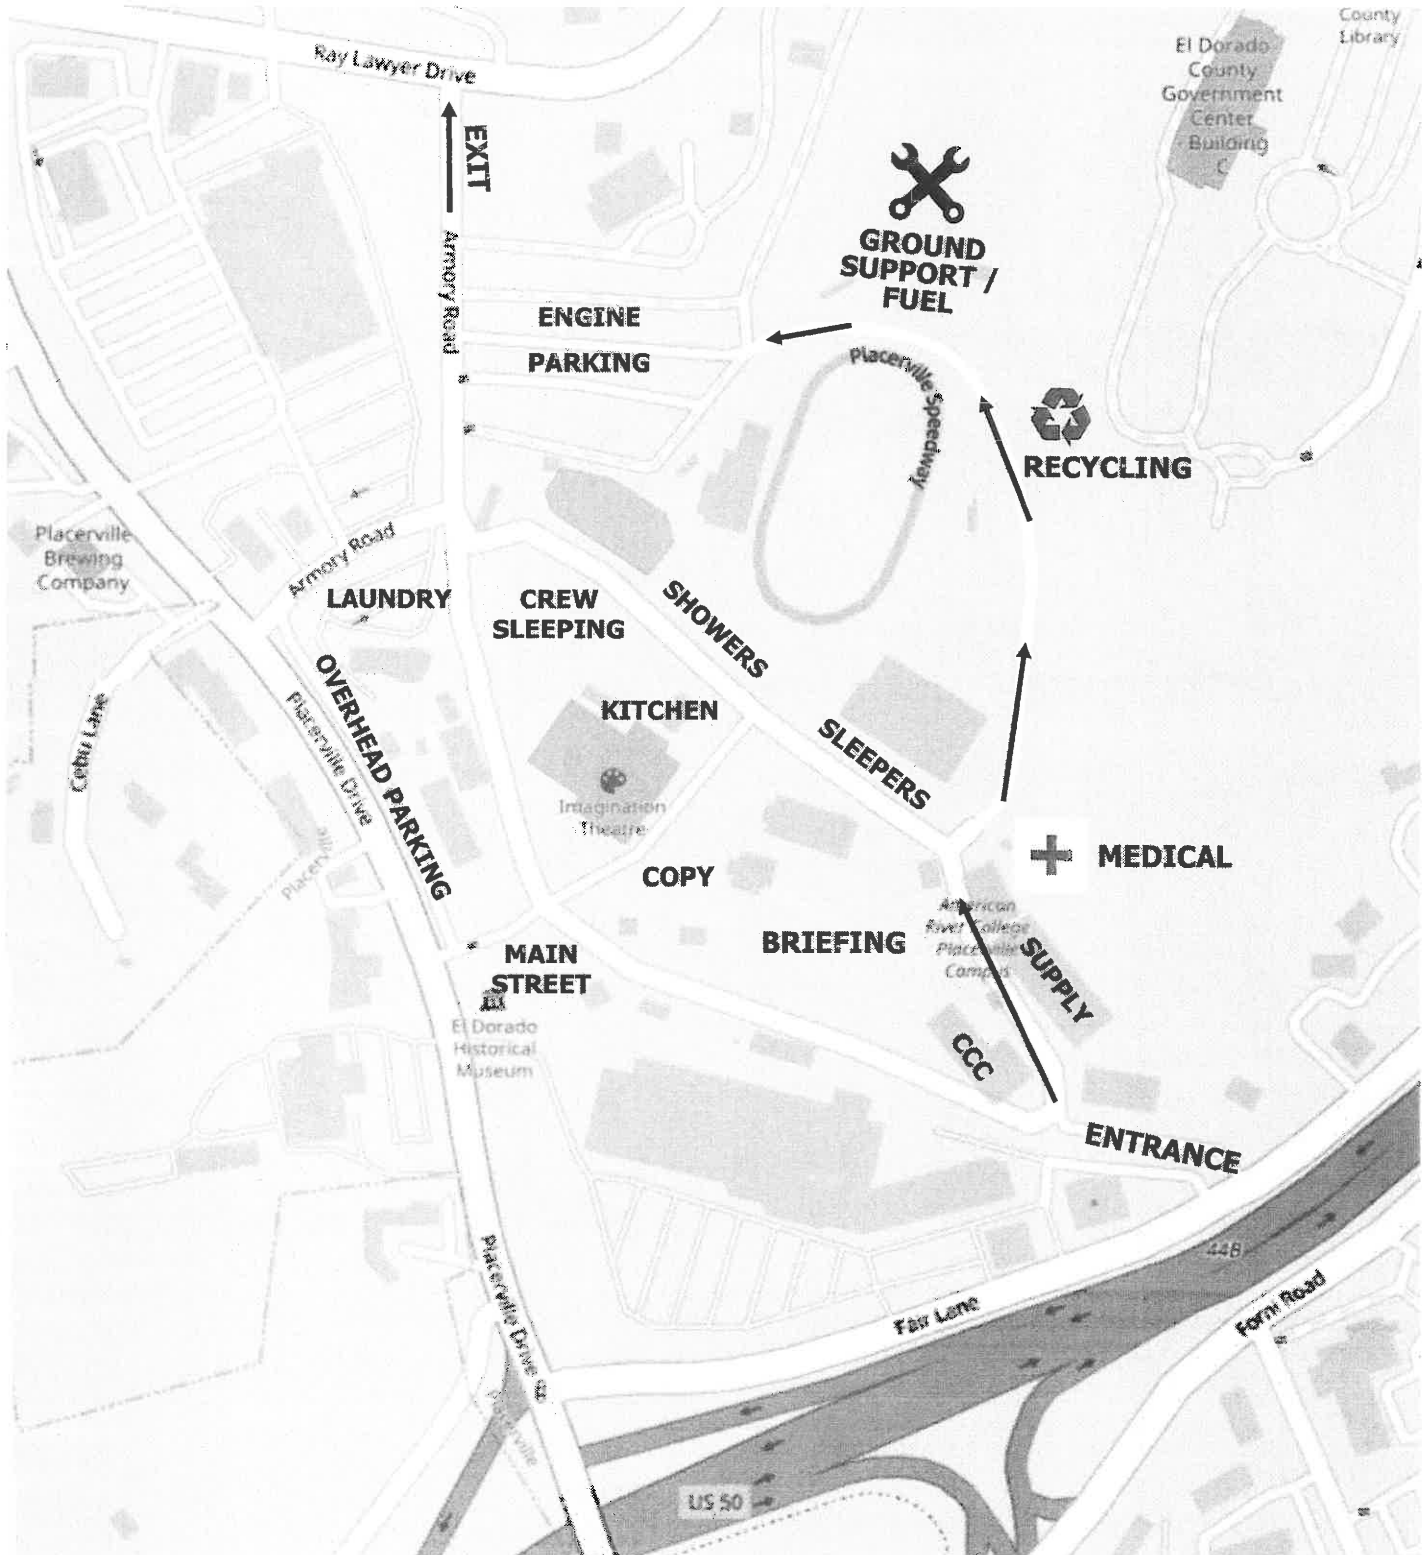 County
Library
El Dorado
County
Government
Center
- Building
C
Ray Lawyer Drive
EXIT
Armory Road
GROUND
SUPPORT /
FUEL
ENGINE
PARKING
Placerville Speedway
RECYCLING
Placerville
Brewing
Company
Armory Road
LAUNDRY
CREW
SLEEPING
SHOWERS
OVERHEAD PARKING
Placerville Drive
Cebu Lane
KITCHEN
SLEEPERS
Imagination
Theatre
COPY
MEDICAL
BRIEFING
American
River College
Placerville
Campus
SUPPLY
MAIN
STREET
El Dorado
Historical
Museum
CCC
ENTRANCE
Placerville Drive
Fair Lane
44B
Forni Road
US 50